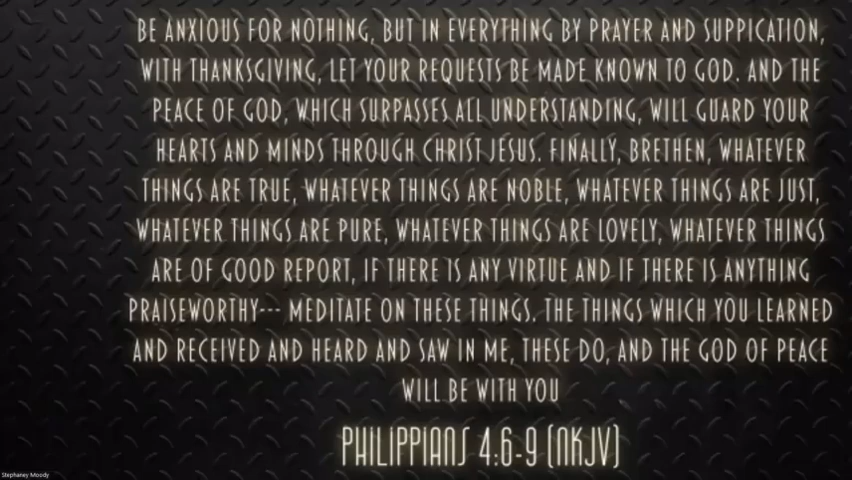 BE ANXIOUS FOR NOTHING, BUT IN EVERYTHING BY PRAYER AND SUPPICATION,
WITH THANKSGIVING, LET YOUR REQUESTS BE MADE KNOWN TO GOD. AND THE
PEACE OF GOD, WHICH SURPASSES ALL UNDERSTANDING, WILL GUARD YOUR
HEARTS AND MINDS THROUGH CHRIST JESUS. FINALLY, BRETHEN, WHATEVER
THINGS ARE TRUE, WHATEVER THINGS ARE NOBLE, WHATEVER THINGS ARE JUST,
WHATEVER THINGS ARE PURE, WHATEVER THINGS ARE LOVELY, WHATEVER THINGS
ARE OF GOOD REPORT, IF THERE IS ANY VIRTUE AND IF THERE IS ANYTHING
PRAISEWORTHY--- MEDITATE ON THESE THINGS. THE THINGS WHICH YOU LEARNED
AND RECEIVED AND HEARD AND SAW IN ME, THESE DO, AND THE GOD OF PEACE
WILL BE WITH YOU
PHILIPPIANS 4:6-9 (NKJV)
Stephaney Moody